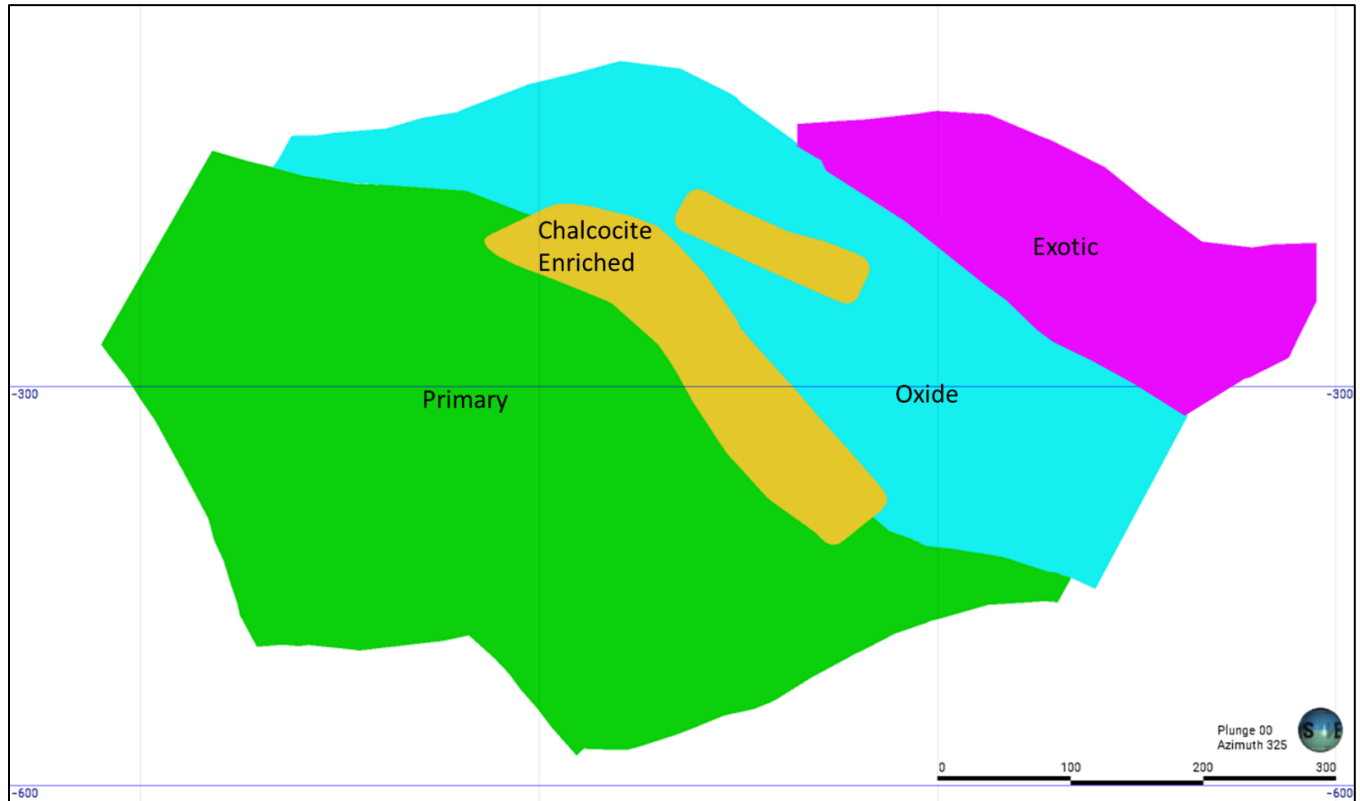 Chalcocite
Enriched
Exotic
-300
-300
Primary
Oxide
Plunge 00
Azimuth 325
S E
0 100 200 300
-600
-600